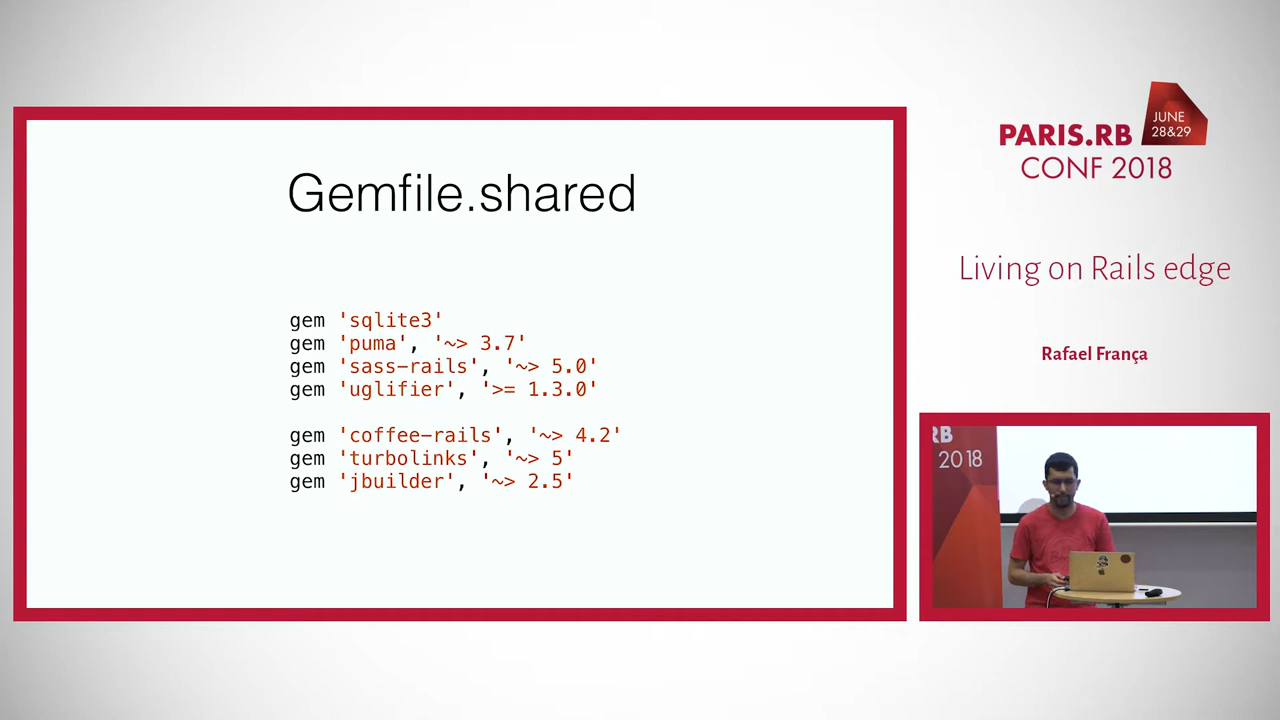 Gemfile.shared
gem 'sqlite3'
gem 'puma', '~> 3.7'
gem 'sass-rails', '~> 5.0'
gem 'uglifier', '>= 1.3.0'
gem 'coffee-rails', '~> 4.2'
gem 'turbolinks', '~> 5'
gem 'jbuilder', '~> 2.5'
PARIS.RB
JUNE
28&29
CONF 2018
Living on Rails edge
Rafael França
RB
2018